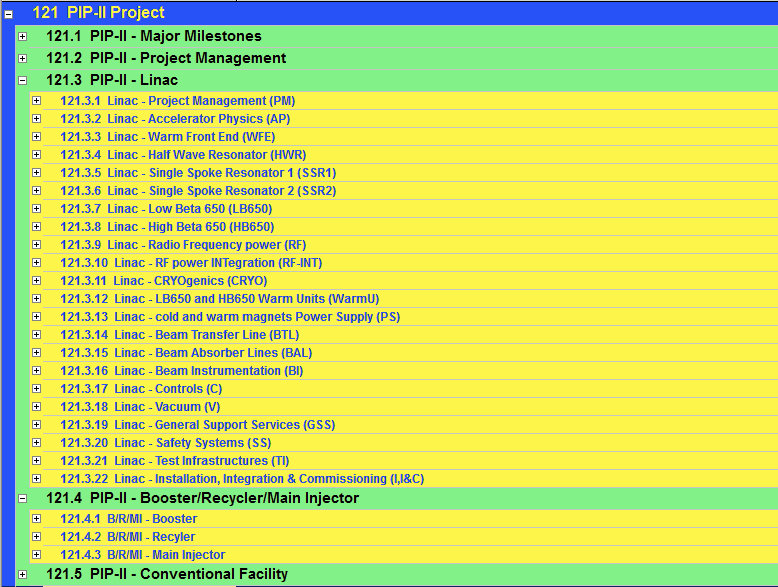 121 PIP-II Project
121.1 PIP-II - Major Milestones
121.2 PIP-II - Project Management
121.3 PIP-II - Linac
121.3.1 Linac - Project Management (PM)
121.3.2 Linac - Accelerator Physics (AP)
121.3.3 Linac - Warm Front End (WFE)
121.3.4 Linac - Half Wave Resonator (HWR)
121.3.5 Linac - Single Spoke Resonator 1 (SSR1)
121.3.6 Linac - Single Spoke Resonator 2 (SSR2)
121.3.7 Linac - Low Beta 650 (LB650)
121.3.8 Linac - High Beta 650 (HB650)
121.3.9 Linac - Radio Frequency power (RF)
121.3.10 Linac - RF power INTegration (RF-INT)
121.3.11 Linac - CRYOgenics (CRYO)
121.3.12 Linac - LB650 and HB650 Warm Units (WarmU)
121.3.13 Linac - cold and warm magnets Power Supply (PS)
121.3.14 Linac - Beam Transfer Line (BTL)
121.3.15 Linac - Beam Absorber Lines (BAL)
121.3.16 Linac - Beam Instrumentation (BI)
121.3.17 Linac - Controls (C)
121.3.18 Linac - Vacuum (V)
121.3.19 Linac - General Support Services (GSS)
121.3.20 Linac - Safety Systems (SS)
121.3.21 Linac - Test Infrastructures (TI)
121.3.22 Linac - Installation, Integration & Commissioning (I,I&C)
121.4 PIP-II - Booster/Recycler/Main Injector
121.4.1 B/R/MI - Booster
121.4.2 B/R/MI - Recyler
121.4.3 B/R/MI - Main Injector
121.5 PIP-II - Conventional Facility